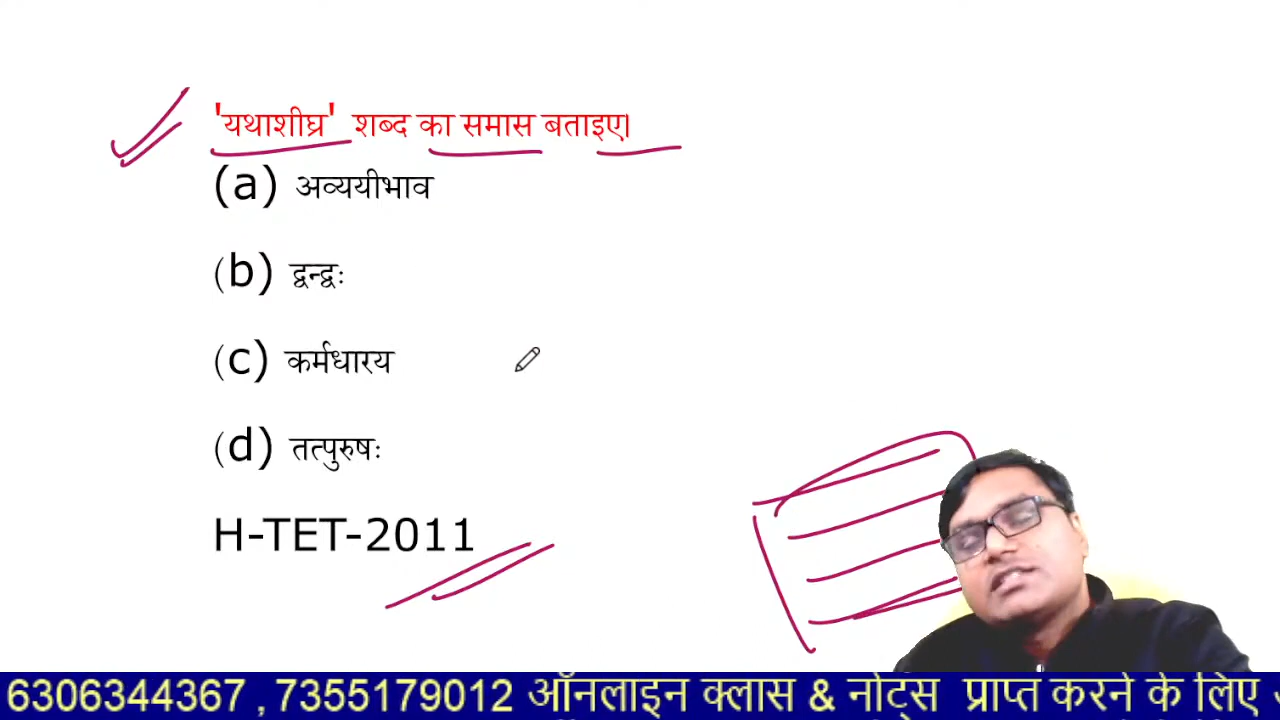 'यथाशीघ्र' शब्द का समास बताइए।
(a) अव्ययीभाव
(b) द्वन्द्वः
(c) कर्मधारय
(d) तत्पुरुषः
H-TET-2011
6306344367 , 7355179012 ऑनलाइन क्लास & नोट्स प्राप्त करने के लिए